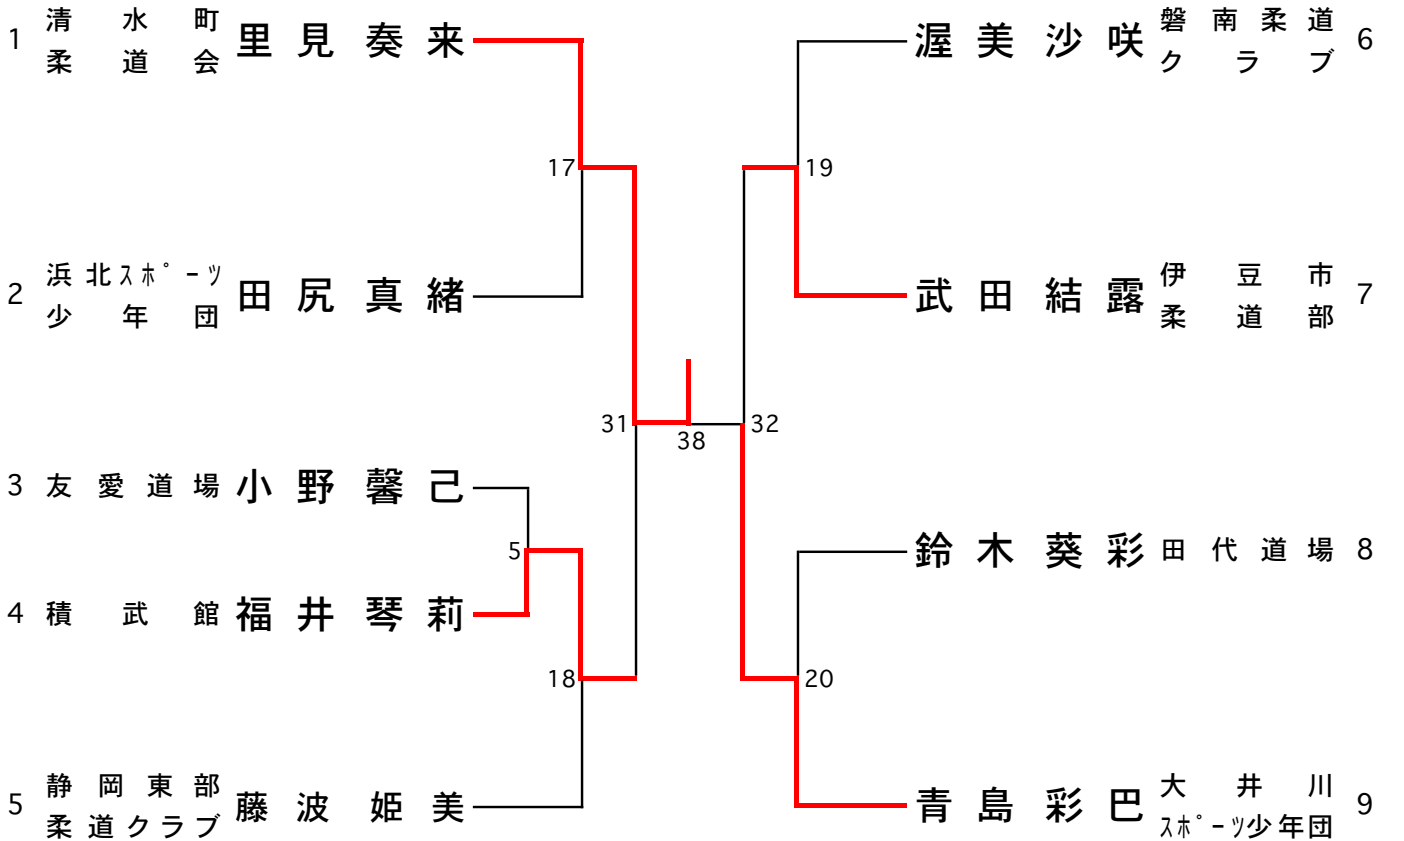 1 清水町柔道会 里見奏来
2 浜北ｽﾎﾟｰﾂ少年団 田尻真緒
3 友愛道場 小野馨己
4 積武館 福井琴莉
5 静岡東部柔道クラブ 藤波姫美
17
5
18
31
38
32
19
20
渥美沙咲 磐南柔道クラブ 6
武田結露 伊豆市柔道部 7
鈴木葵彩 田代道場 8
青島彩巴 大井川ｽﾎﾟｰﾂ少年団 9